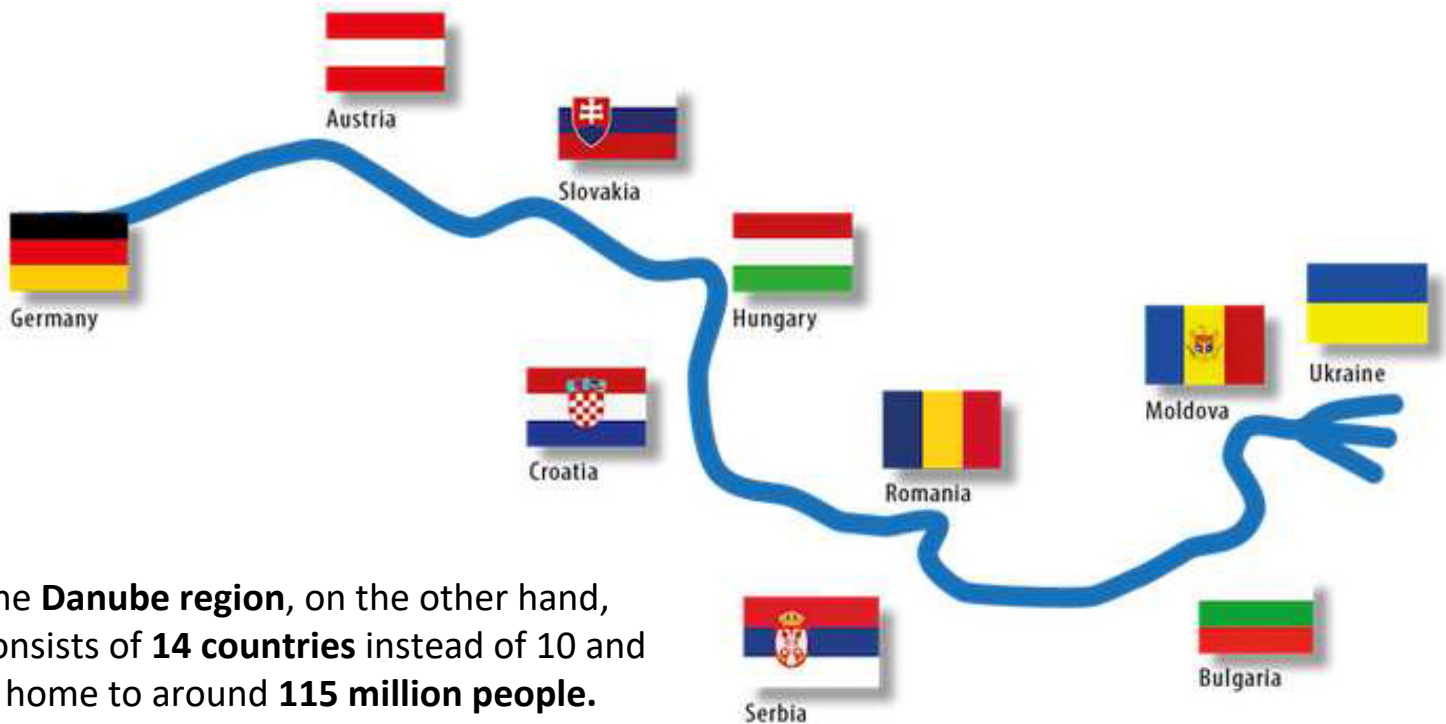 Austria
Slovakia
Germany
Hungary
Ukraine
Moldova
Croatia
Romania
he Danube region, on the other hand,
onsists of 14 countries instead of 10 and
home to around 115 million people.
Bulgaria
Serbia